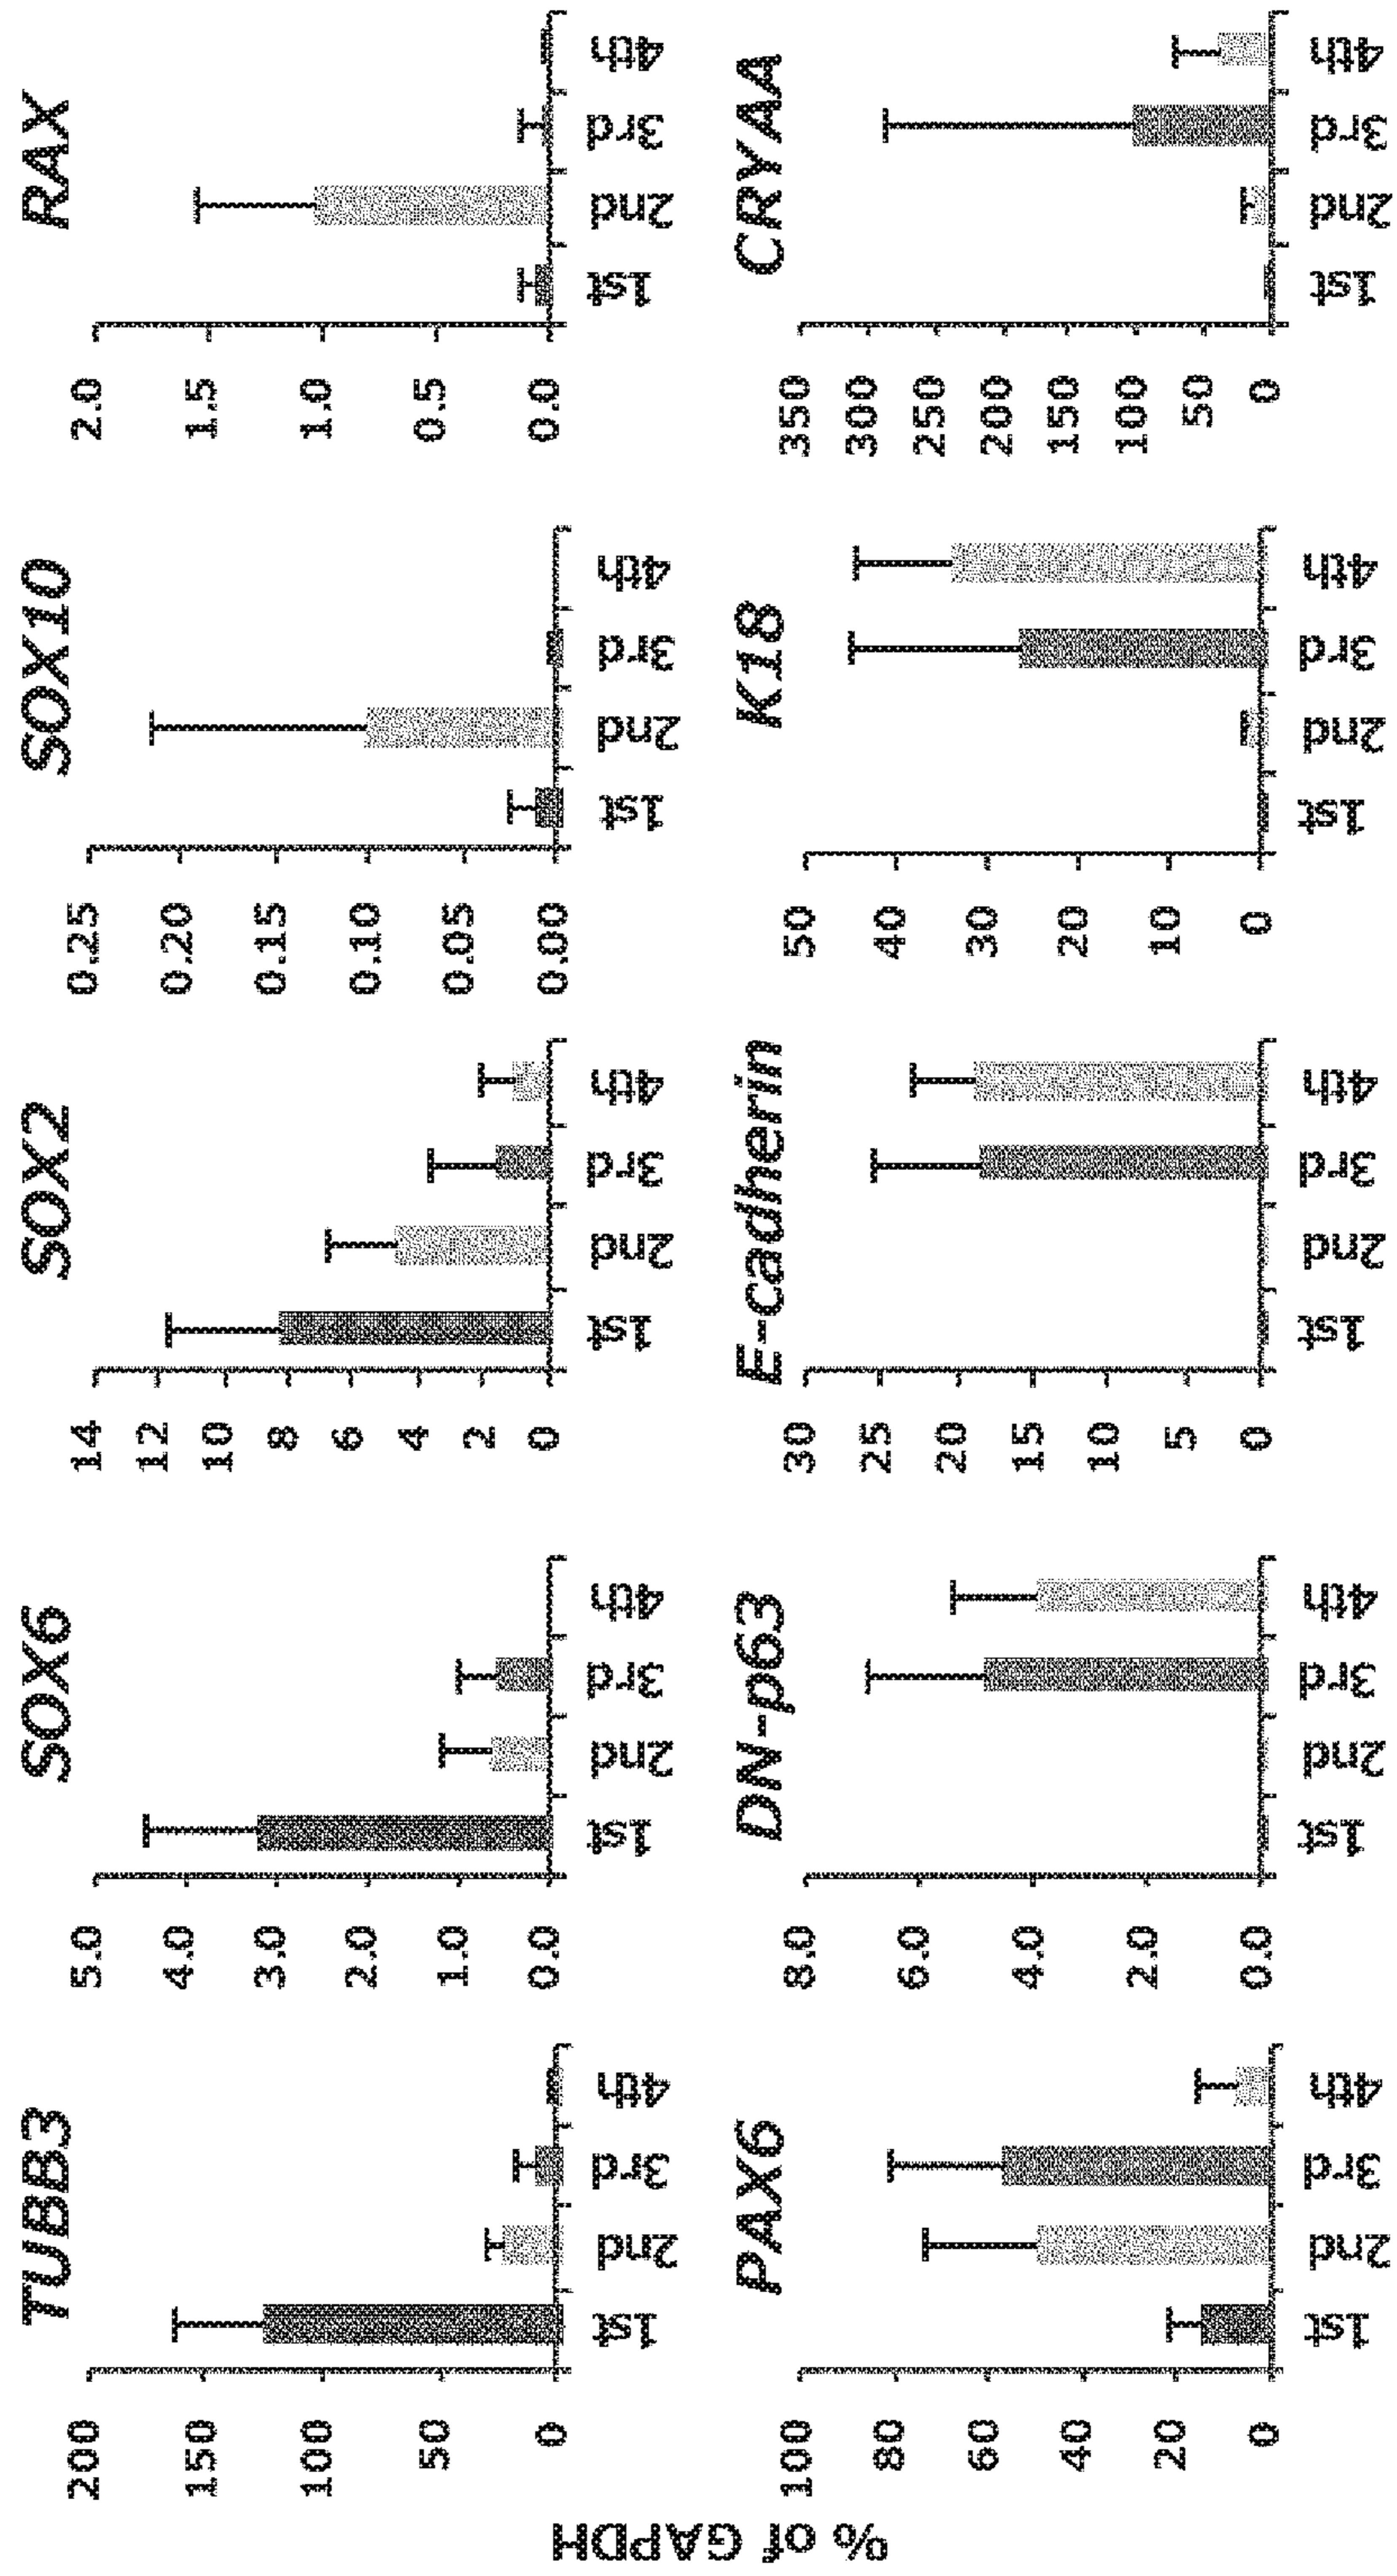 % of GAPDH
TUBB3
200
150
100
50
0
1st 2nd 3rd 4th
SOX6
5.0
4.0
3.0
2.0
1.0
0.0
1st 2nd 3rd 4th
SOX2
14
12
10
8
6
4
2
0
1st 2nd 3rd 4th
SOX10
0.25
0.20
0.15
0.10
0.05
0.00
1st 2nd 3rd 4th
RAX
2.0
1.5
1.0
0.5
0.0
1st 2nd 3rd 4th
PAX6
100
80
60
40
20
0
1st 2nd 3rd 4th
DN-p63
8.0
6.0
4.0
2.0
0.0
1st 2nd 3rd 4th
E-cadherin
30
25
20
15
10
5
0
1st 2nd 3rd 4th
K18
50
40
30
20
10
0
1st 2nd 3rd 4th
CRYAA
350
300
250
200
150
100
50
0
1st 2nd 3rd 4th